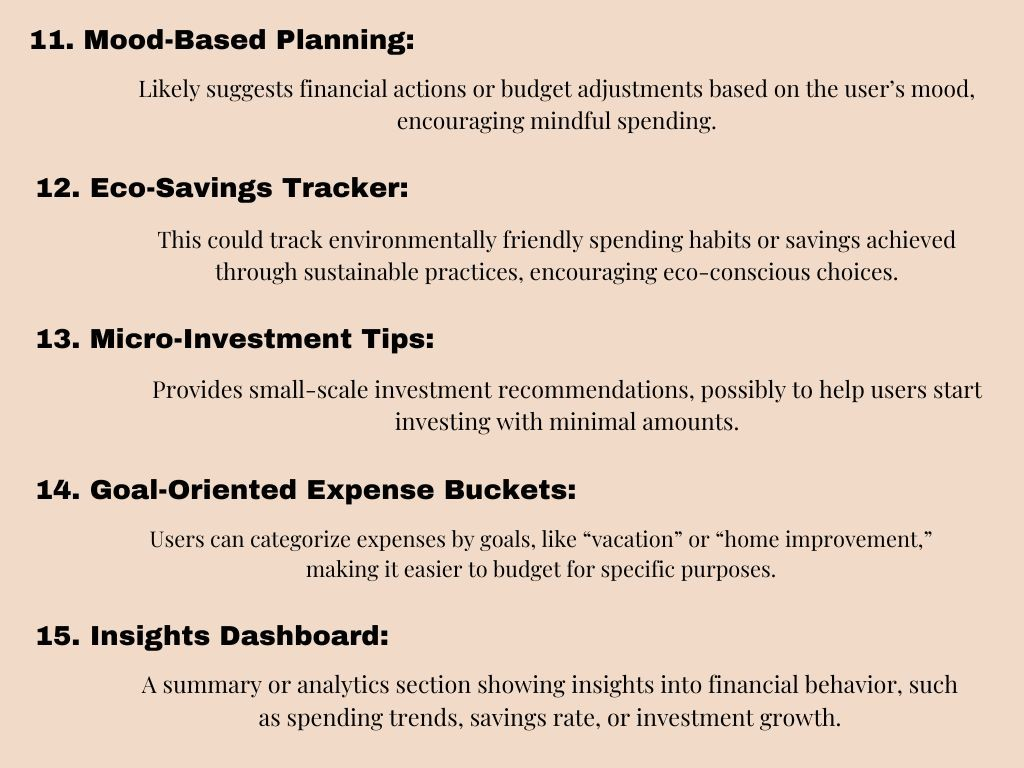 11. Mood-Based Planning:
Likely suggests financial actions or budget adjustments based on the user’s mood,
encouraging mindful spending.
12. Eco-Savings Tracker:
This could track environmentally friendly spending habits or savings achieved
through sustainable practices, encouraging eco-conscious choices.
13. Micro-Investment Tips:
Provides small-scale investment recommendations, possibly to help users start
investing with minimal amounts.
14. Goal-Oriented Expense Buckets:
Users can categorize expenses by goals, like “vacation” or “home improvement,”
making it easier to budget for specific purposes.
15. Insights Dashboard:
A summary or analytics section showing insights into financial behavior, such
as spending trends, savings rate, or investment growth.